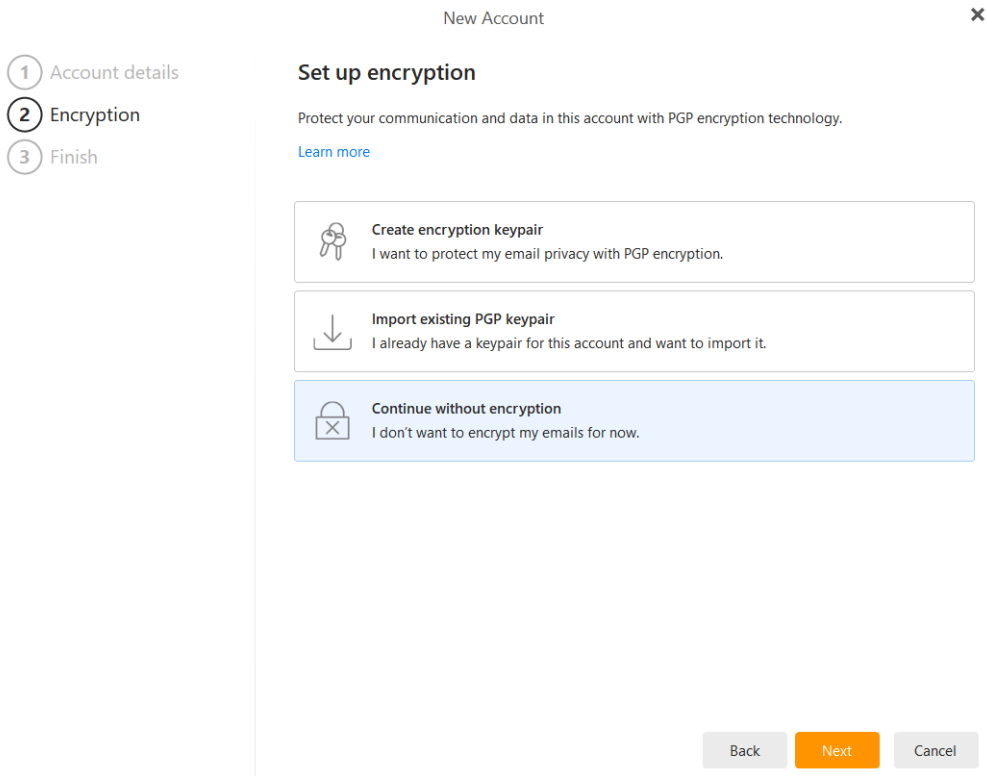 New Account
1 Account details
2 Encryption
3 Finish
Set up encryption
Protect your communication and data in this account with PGP encryption technology.
Learn more
Create encryption keypair
I want to protect my email privacy with PGP encryption.
Import existing PGP keypair
I already have a keypair for this account and want to import it.
Continue without encryption
I don't want to encrypt my emails for now.
Back Next Cancel